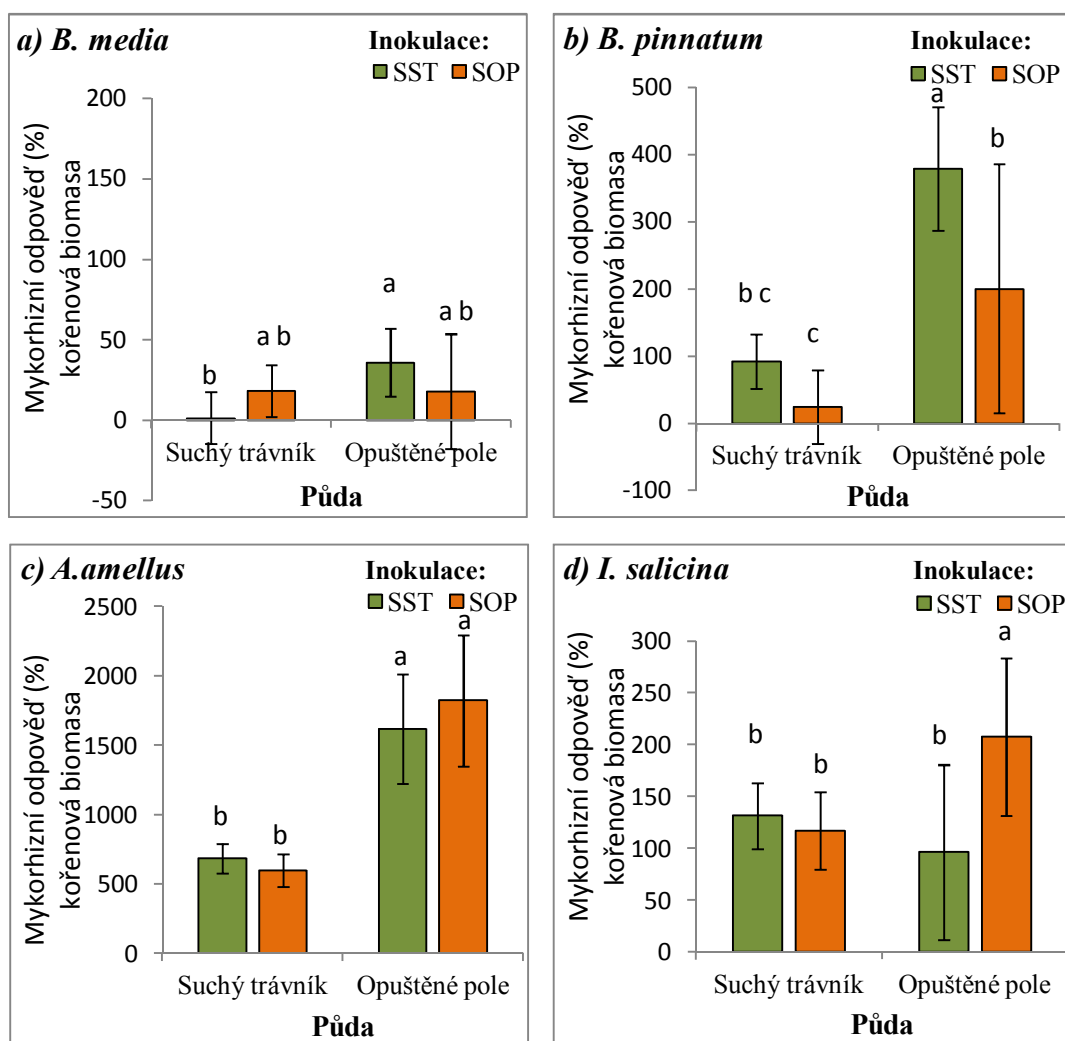 a) B. media
Inokulace:
SST SOP
Mykorhizní odpověď (%)
kořenová biomasa
200
150
100
50
0
-50
b
a b
a
a b
Suchý trávník Opuštěné pole
Půda
b) B. pinnatum
Inokulace:
SST SOP
Mykorhizní odpověď (%)
kořenová biomasa
500
400
300
200
100
0
-100
b c
c
a
b
Suchý trávník Opuštěné pole
Půda
c) A.amellus
Inokulace:
SST SOP
Mykorhizní odpověď (%)
kořenová biomasa
2500
2000
1500
1000
500
0
b
b
a
a
Suchý trávník Opuštěné pole
Půda
d) I. salicina
Inokulace:
SST SOP
Mykorhizní odpověď (%)
kořenová biomasa
300
250
200
150
100
50
0
b
b
b
a
Suchý trávník Opuštěné pole
Půda